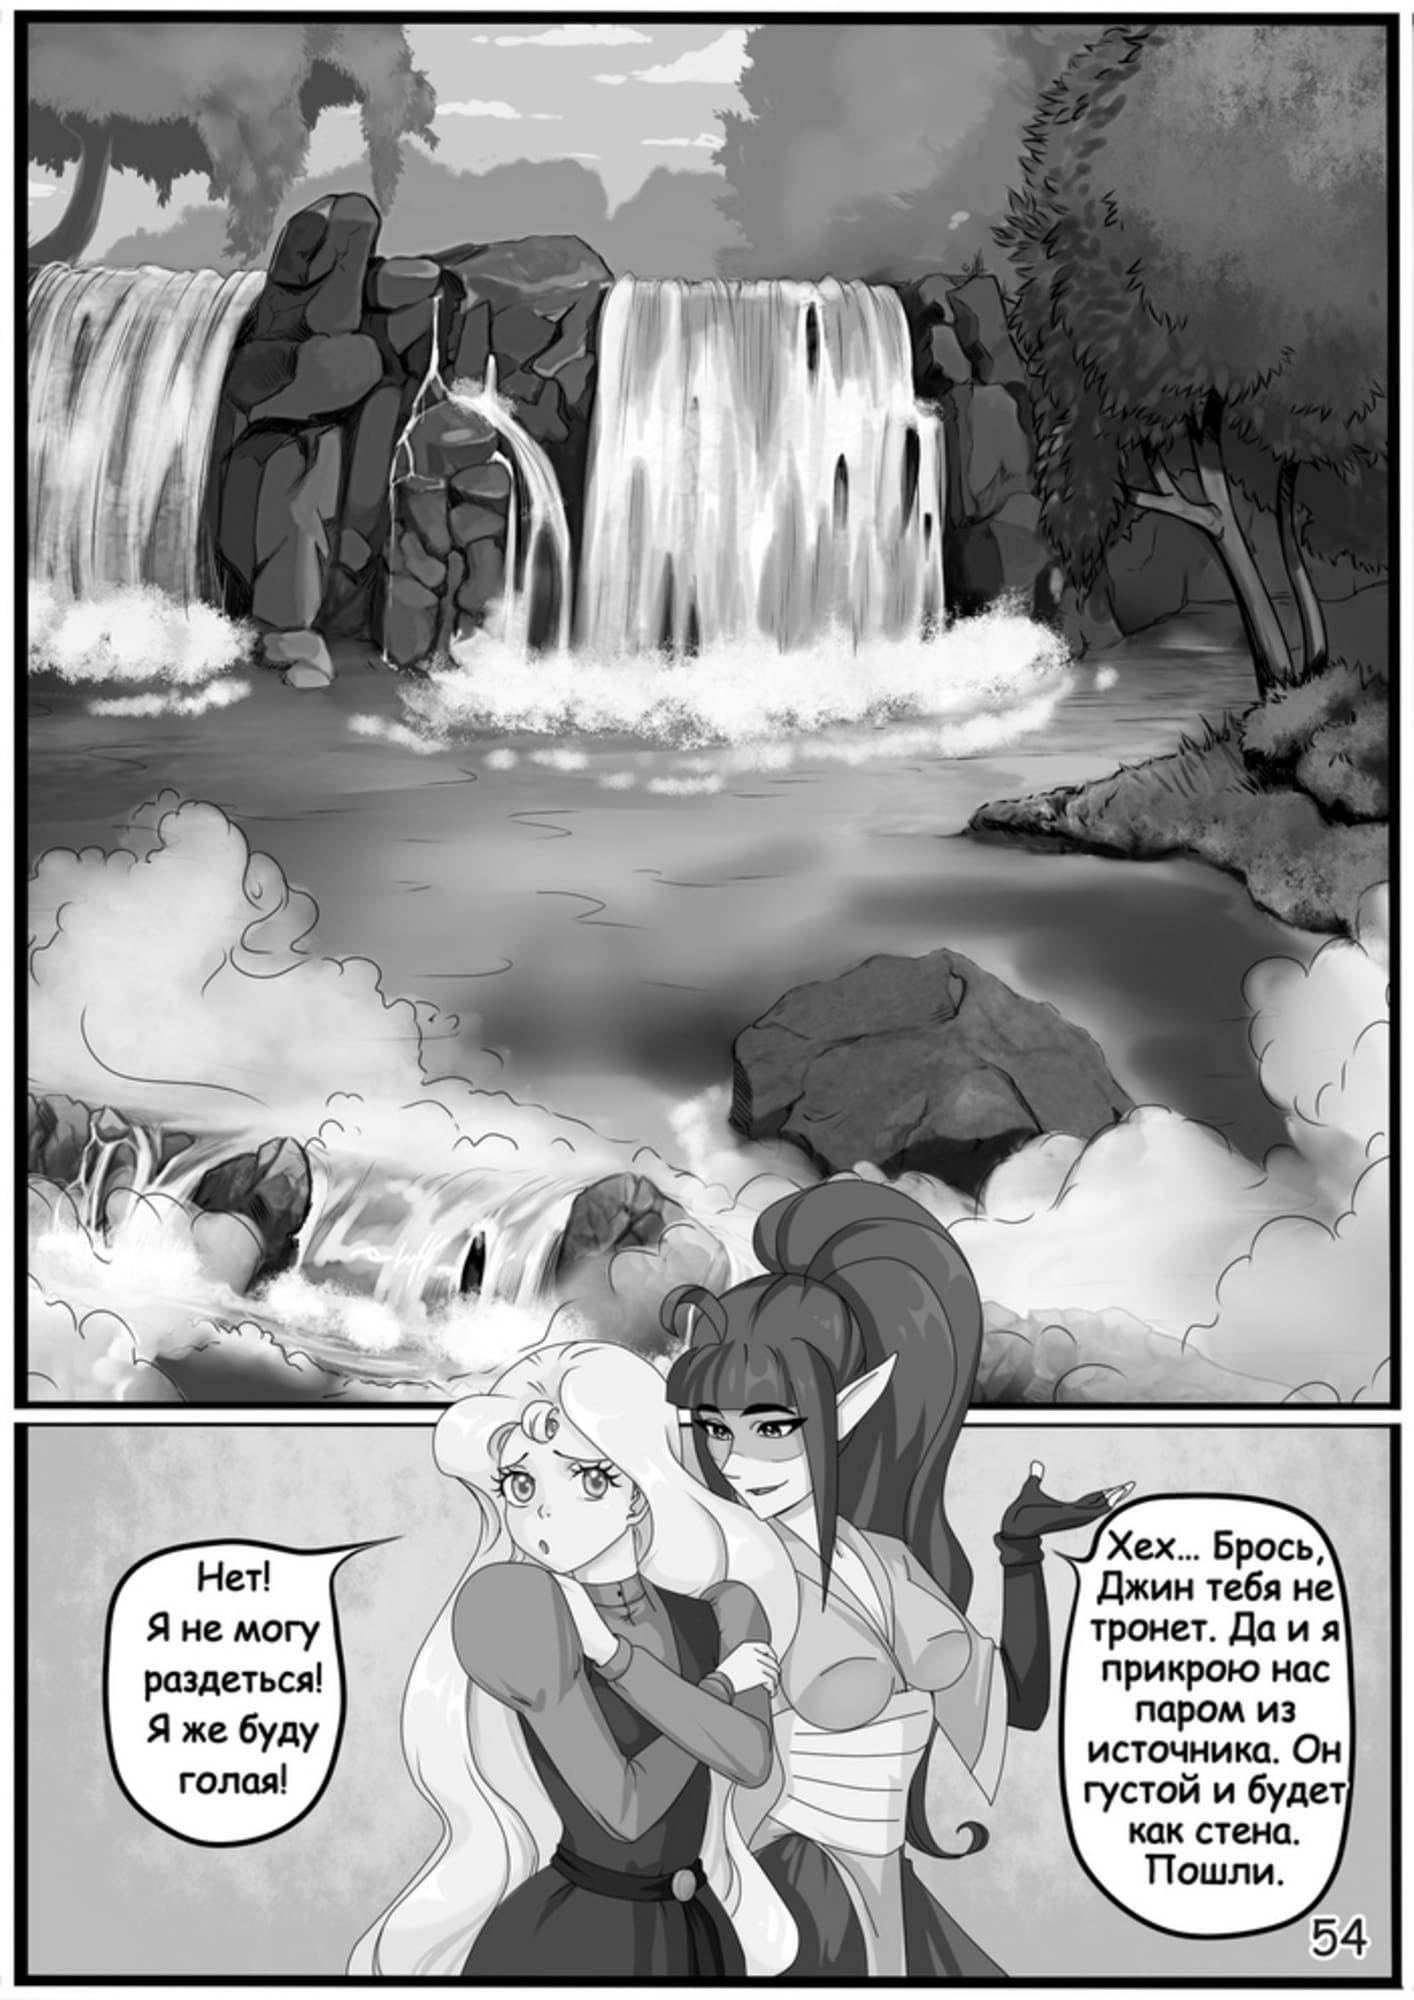 Нет!
Я не могу
раздеться!
Я же буду
голая!
Хех... Брось,
Джин тебя не
тронет. Да и я
прикрою нас
паром из
источника. Он
густой и будет
как стена.
Пошли.
54